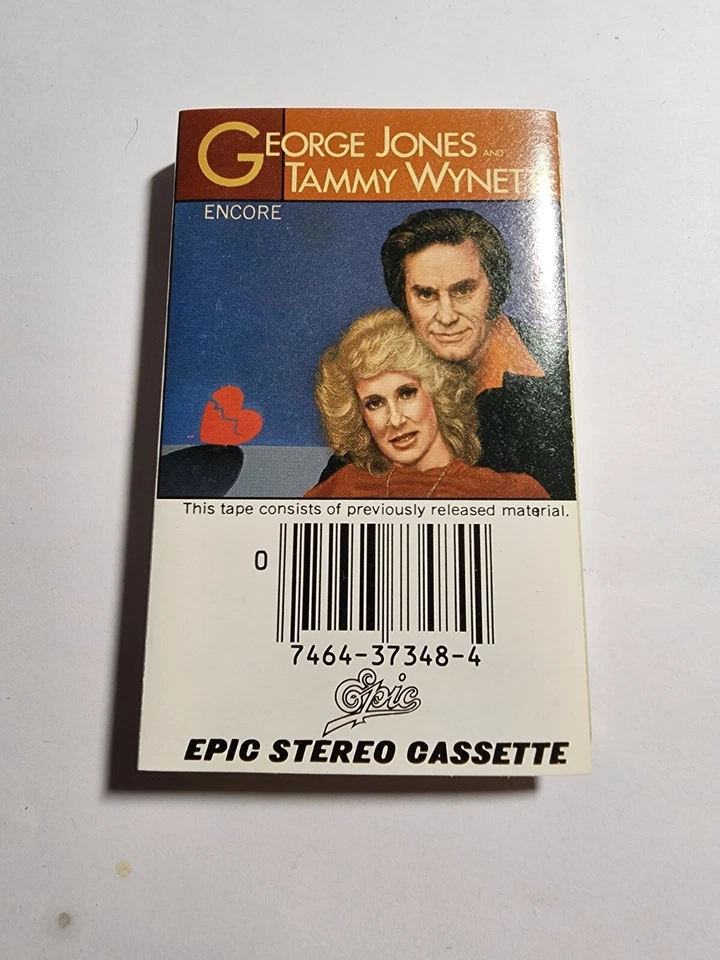 GEORGE JONES AND
TAMMY WYNETTE
ENCORE
This tape consists of previously released material.
0
7464-37348-4
Epic
EPIC STEREO CASSETTE